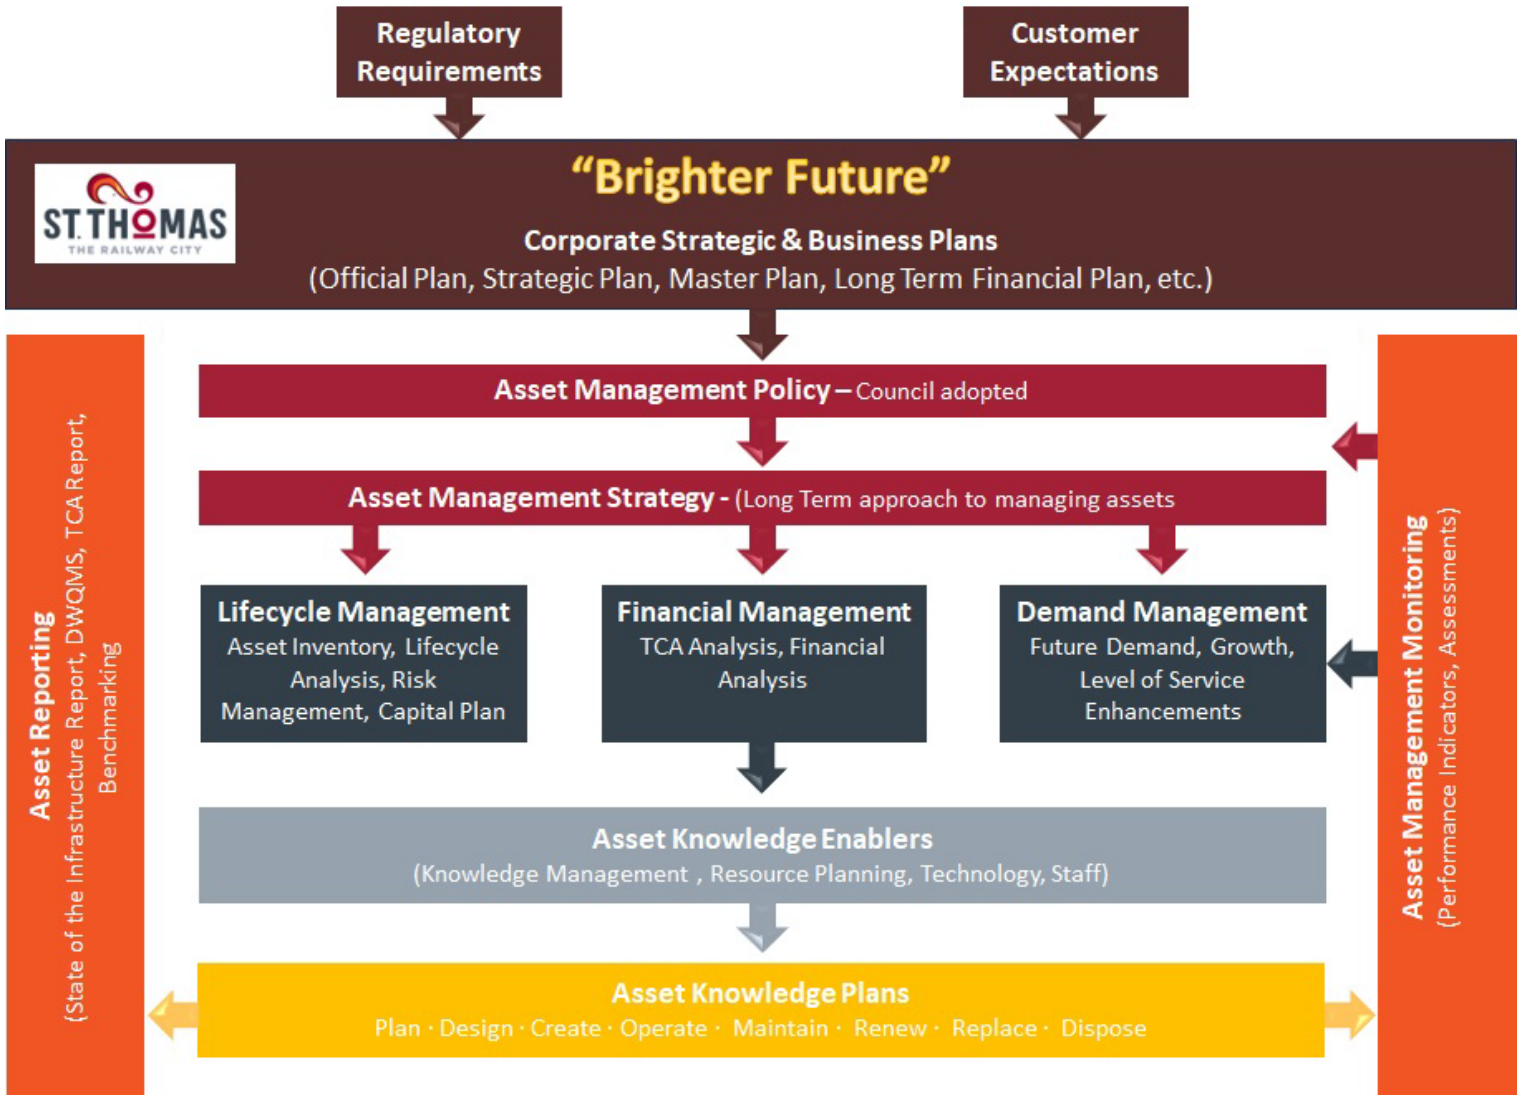 Regulatory
Requirements
Customer
Expectations
ST.THOMAS
THE RAILWAY CITY
“Brighter Future”
Corporate Strategic & Business Plans
(Official Plan, Strategic Plan, Master Plan, Long Term Financial Plan, etc.)
Asset Reporting
(State of the Infrastructure Report, DWQMS, TCA Report,
Benchmarking
Asset Management Policy – Council adopted
Asset Management Strategy - (Long Term approach to managing assets
Lifecycle Management
Asset Inventory, Lifecycle
Analysis, Risk
Management, Capital Plan
Financial Management
TCA Analysis, Financial
Analysis
Demand Management
Future Demand, Growth,
Level of Service
Enhancements
Asset Knowledge Enablers
(Knowledge Management , Resource Planning, Technology, Staff)
Asset Knowledge Plans
Plan · Design · Create · Operate · Maintain · Renew · Replace · Dispose
Asset Management Monitoring
(Performance Indicators, Assessments)